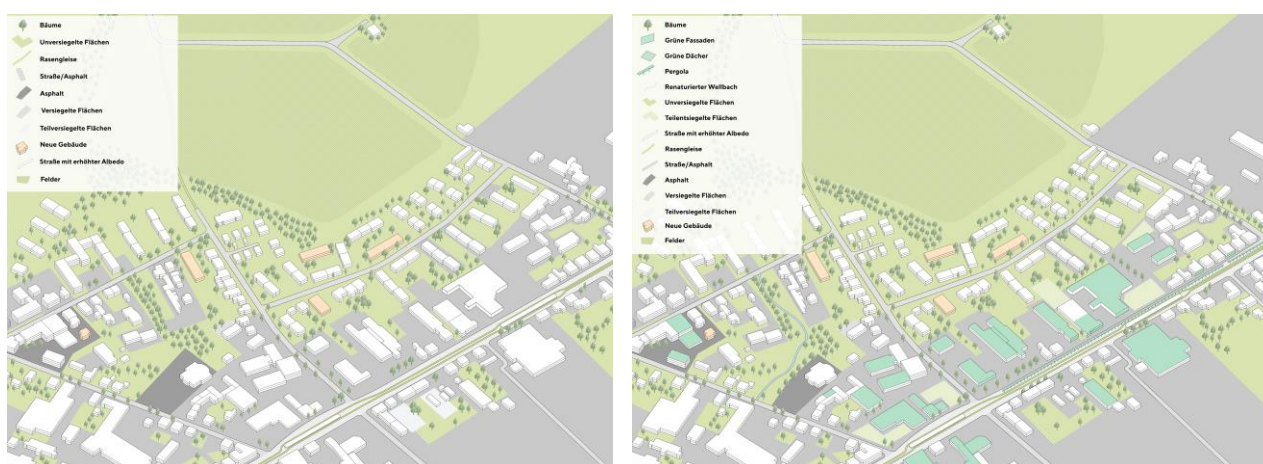 Bäume
Unversiegelte Flächen
Rasengleise
Straße/Asphalt
Asphalt
Versiegelte Flächen
Teilversiegelte Flächen
Neue Gebäude
Straße mit erhöhter Albedo
Felder
Bäume
Grüne Fassaden
Grüne Dächer
Pergola
Renaturierter Wellbach
Unversiegelte Flächen
Teilentsiegelte Flächen
Straße mit erhöhter Albedo
Rasengleise
Straße/Asphalt
Asphalt
Versiegelte Flächen
Teilversiegelte Flächen
Neue Gebäude
Felder